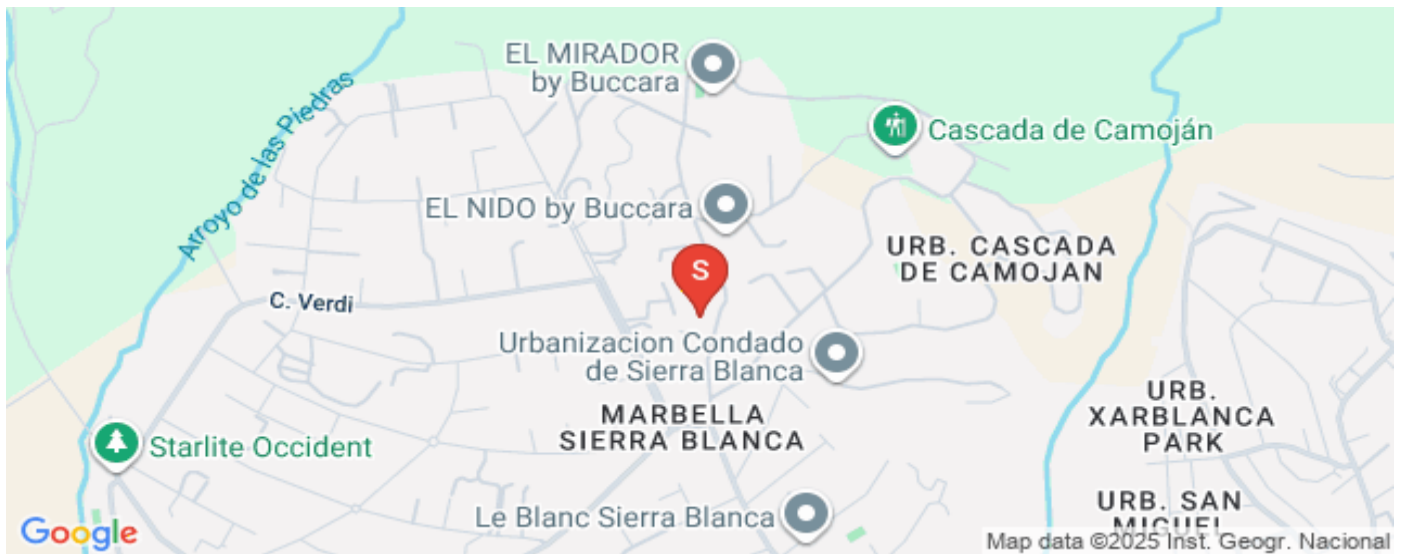 EL MIRADOR
by Buccara
Arroyo de las Piedras
Cascada de Camoján
EL NIDO by Buccara
URB. CASCADA
DE CAMOJAN
S
C. Verdi
Urbanizacion Condado
de Sierra Blanca
URB.
XARBLANCA
PARK
MARBELLA
SIERRA BLANCA
Starlite Occident
URB. SAN
MIGUEL
Le Blanc Sierra Blanca
Google
Map data ©2025 Inst. Geogr. Nacional